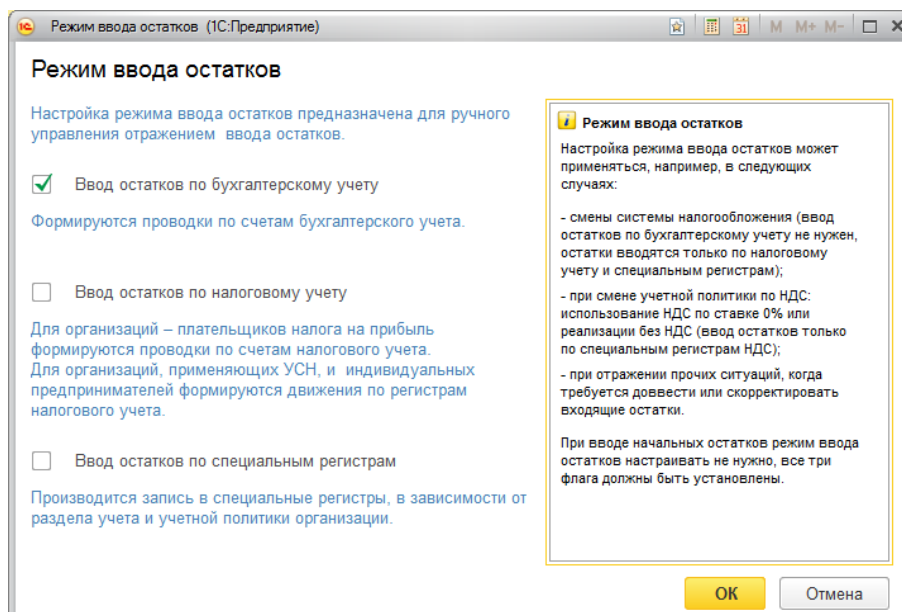 1С Режим ввода остатков (1С:Предприятие) 31 M M+ M-
Режим ввода остатков
Настройка режима ввода остатков предназначена для ручного
управления отражением ввода остатков.
Ввод остатков по бухгалтерскому учету
Формируются проводки по счетам бухгалтерского учета.
Ввод остатков по налоговому учету
Для организаций – плательщиков налога на прибыль
формируются проводки по счетам налогового учета.
Для организаций, применяющих УСН, и индивидуальных
предпринимателей формируются движения по регистрам
налогового учета.
Ввод остатков по специальным регистрам
Производится запись в специальные регистры, в зависимости от
раздела учета и учетной политики организации.
i Режим ввода остатков
Настройка режима ввода остатков может
применяться, например, в следующих
случаях:
- смены системы налогообложения (ввод
остатков по бухгалтерскому учету не нужен,
остатки вводятся только по налоговому
учету и специальным регистрам);
- при смене учетной политики по НДС:
использование НДС по ставке 0% или
реализации без НДС (ввод остатков только
по специальным регистрам НДС);
- при отражении прочих ситуаций, когда
требуется доввести или скорректировать
входящие остатки.
При вводе начальных остатков режим ввода
остатков настраивать не нужно, все три
флага должны быть установлены.
ОК Отмена